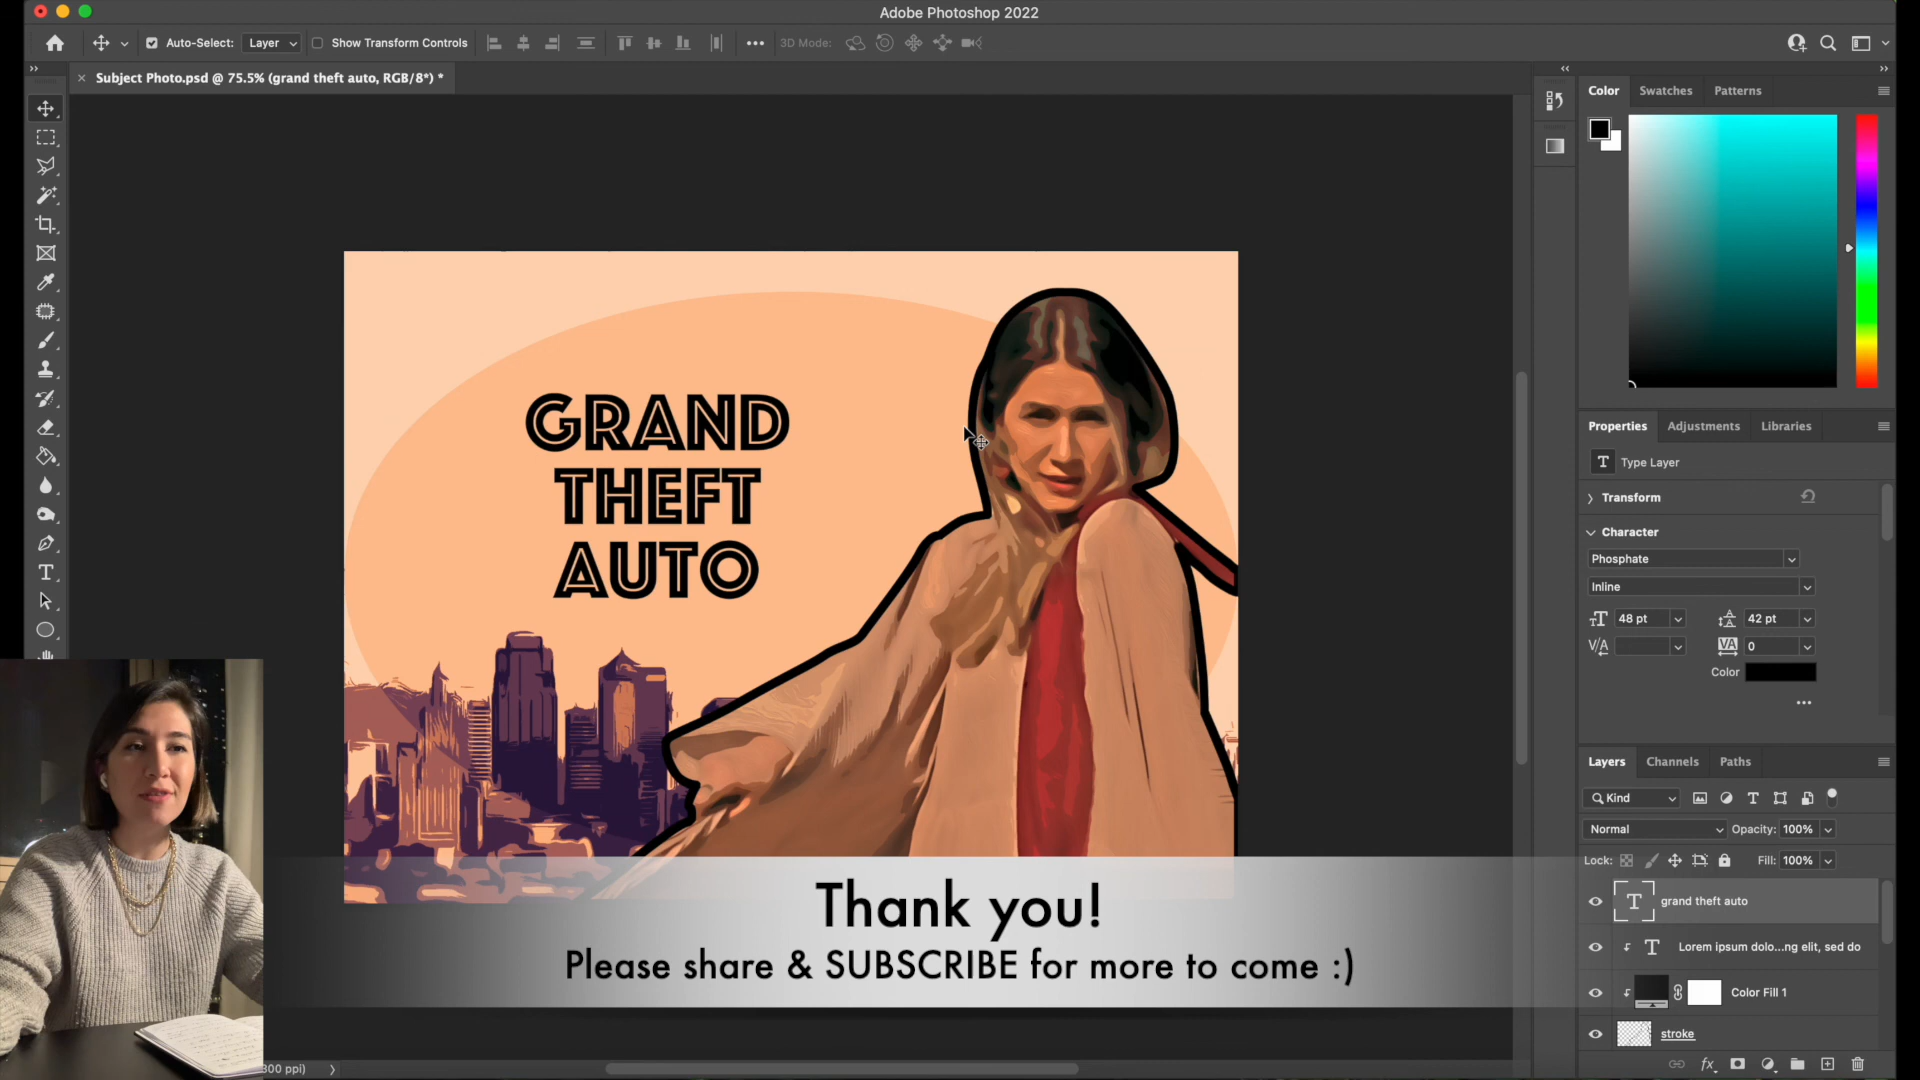 Adobe Photoshop 2022
Auto-Select: Layer Show Transform Controls 3D Mode:
Subject Photo.psd @ 75.5% (grand theft auto, RGB/8*) *
Color Swatches Patterns
GRAND
THEFT
AUTO
Properties Adjustments Libraries
T Type Layer
Transform
Character
Phosphate
Inline
48 pt 42 pt
0
Color
Layers Channels Paths
Kind
Normal Opacity: 100%
Lock: Fill: 100%
T grand theft auto
T Lorem ipsum dolo...ng elit, sed do
Color Fill 1
stroke
fx
Thank you!
Please share & SUBSCRIBE for more to come :)
300 ppi)